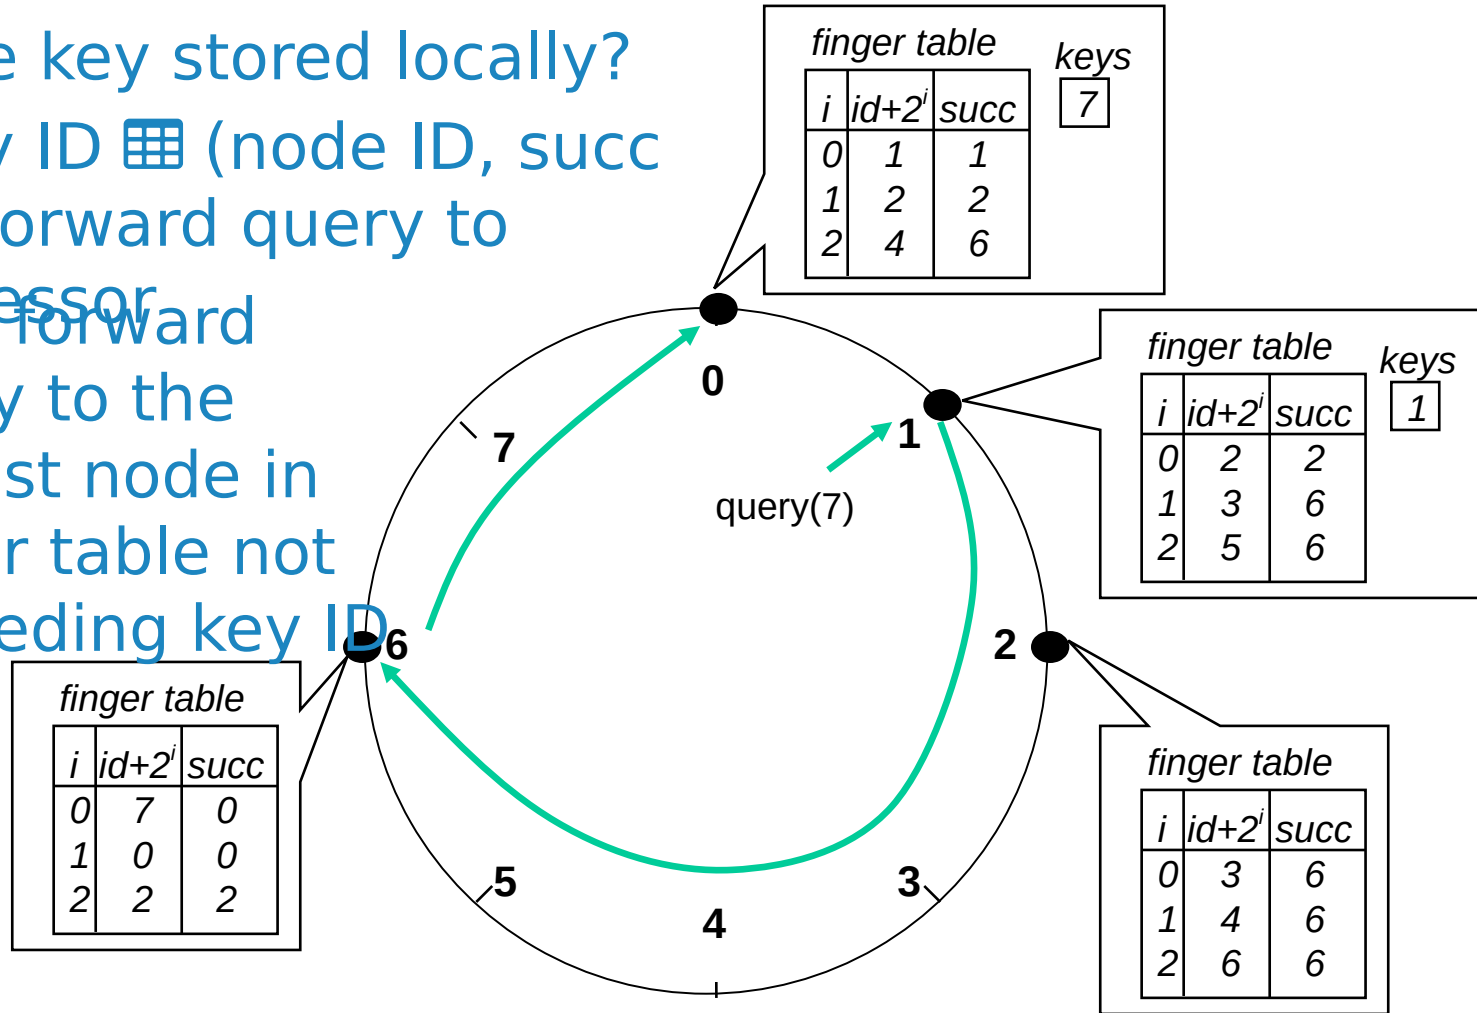 e key stored locally?
y ID (node ID, succ
orward query to
essor
forward
y to the
st node in
r table not
eding key ID
finger table
keys
i id+2^i succ
7
0 1 1
1 2 2
2 4 6
finger table
keys
i id+2^i succ
1
0 2 2
1 3 6
2 5 6
0
1
7
query(7)
2
6
finger table
i id+2^i succ
0 7 0
1 0 0
2 2 2
finger table
i id+2^i succ
0 3 6
1 4 6
2 6 6
5
3
4